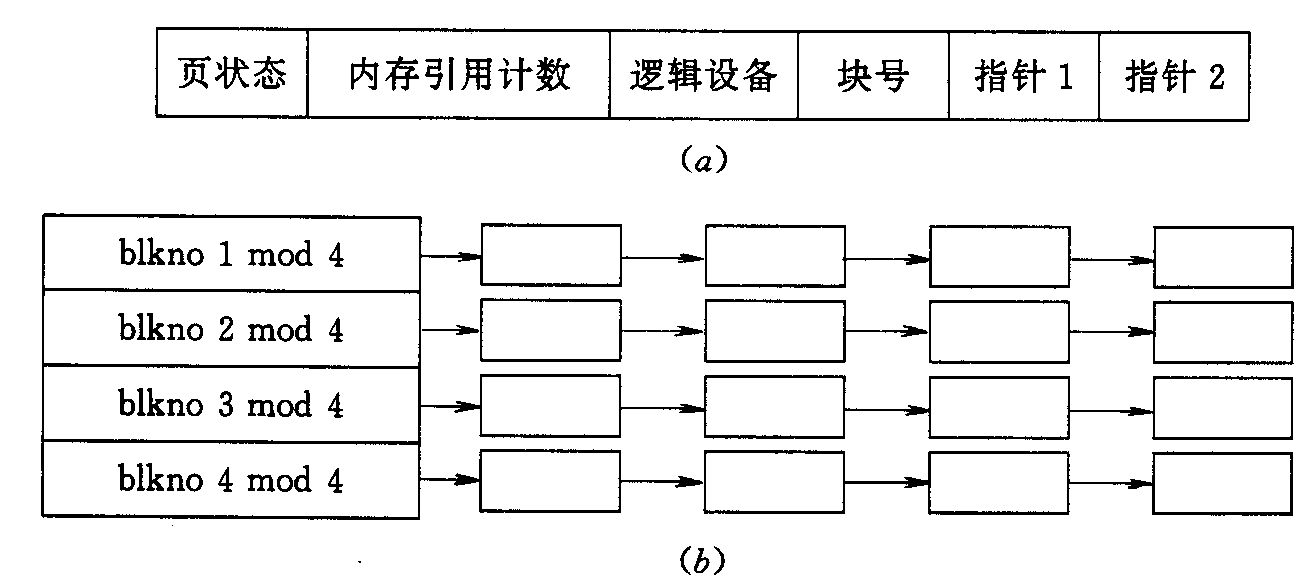 页状态 内存引用计数 逻辑设备 块号 指针 1 指针 2
(a)
blkno 1 mod 4
blkno 2 mod 4
blkno 3 mod 4
blkno 4 mod 4
(b)